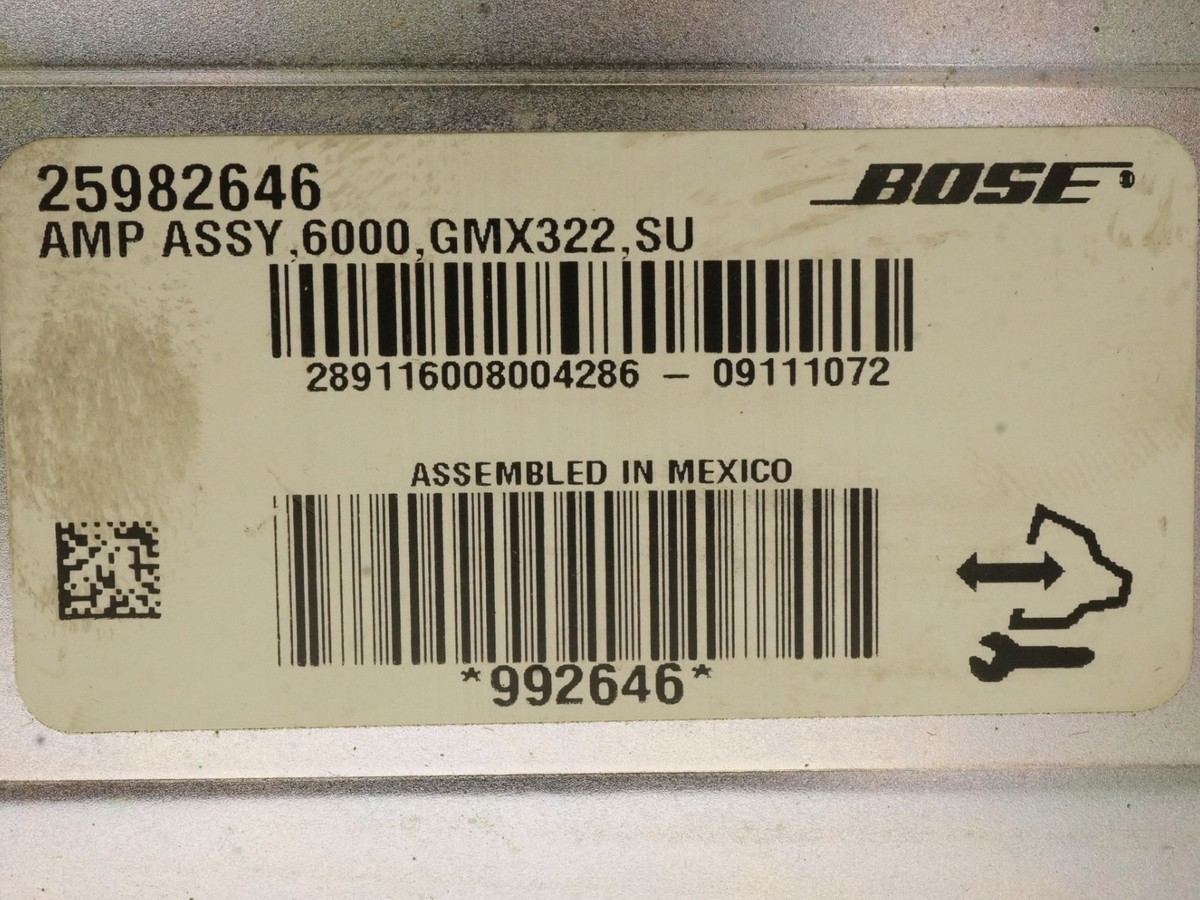 25982646
BOSE®
AMP ASSY,6000,GMX322,SU
289116008004286 – 09111072
ASSEMBLED IN MEXICO
*992646*